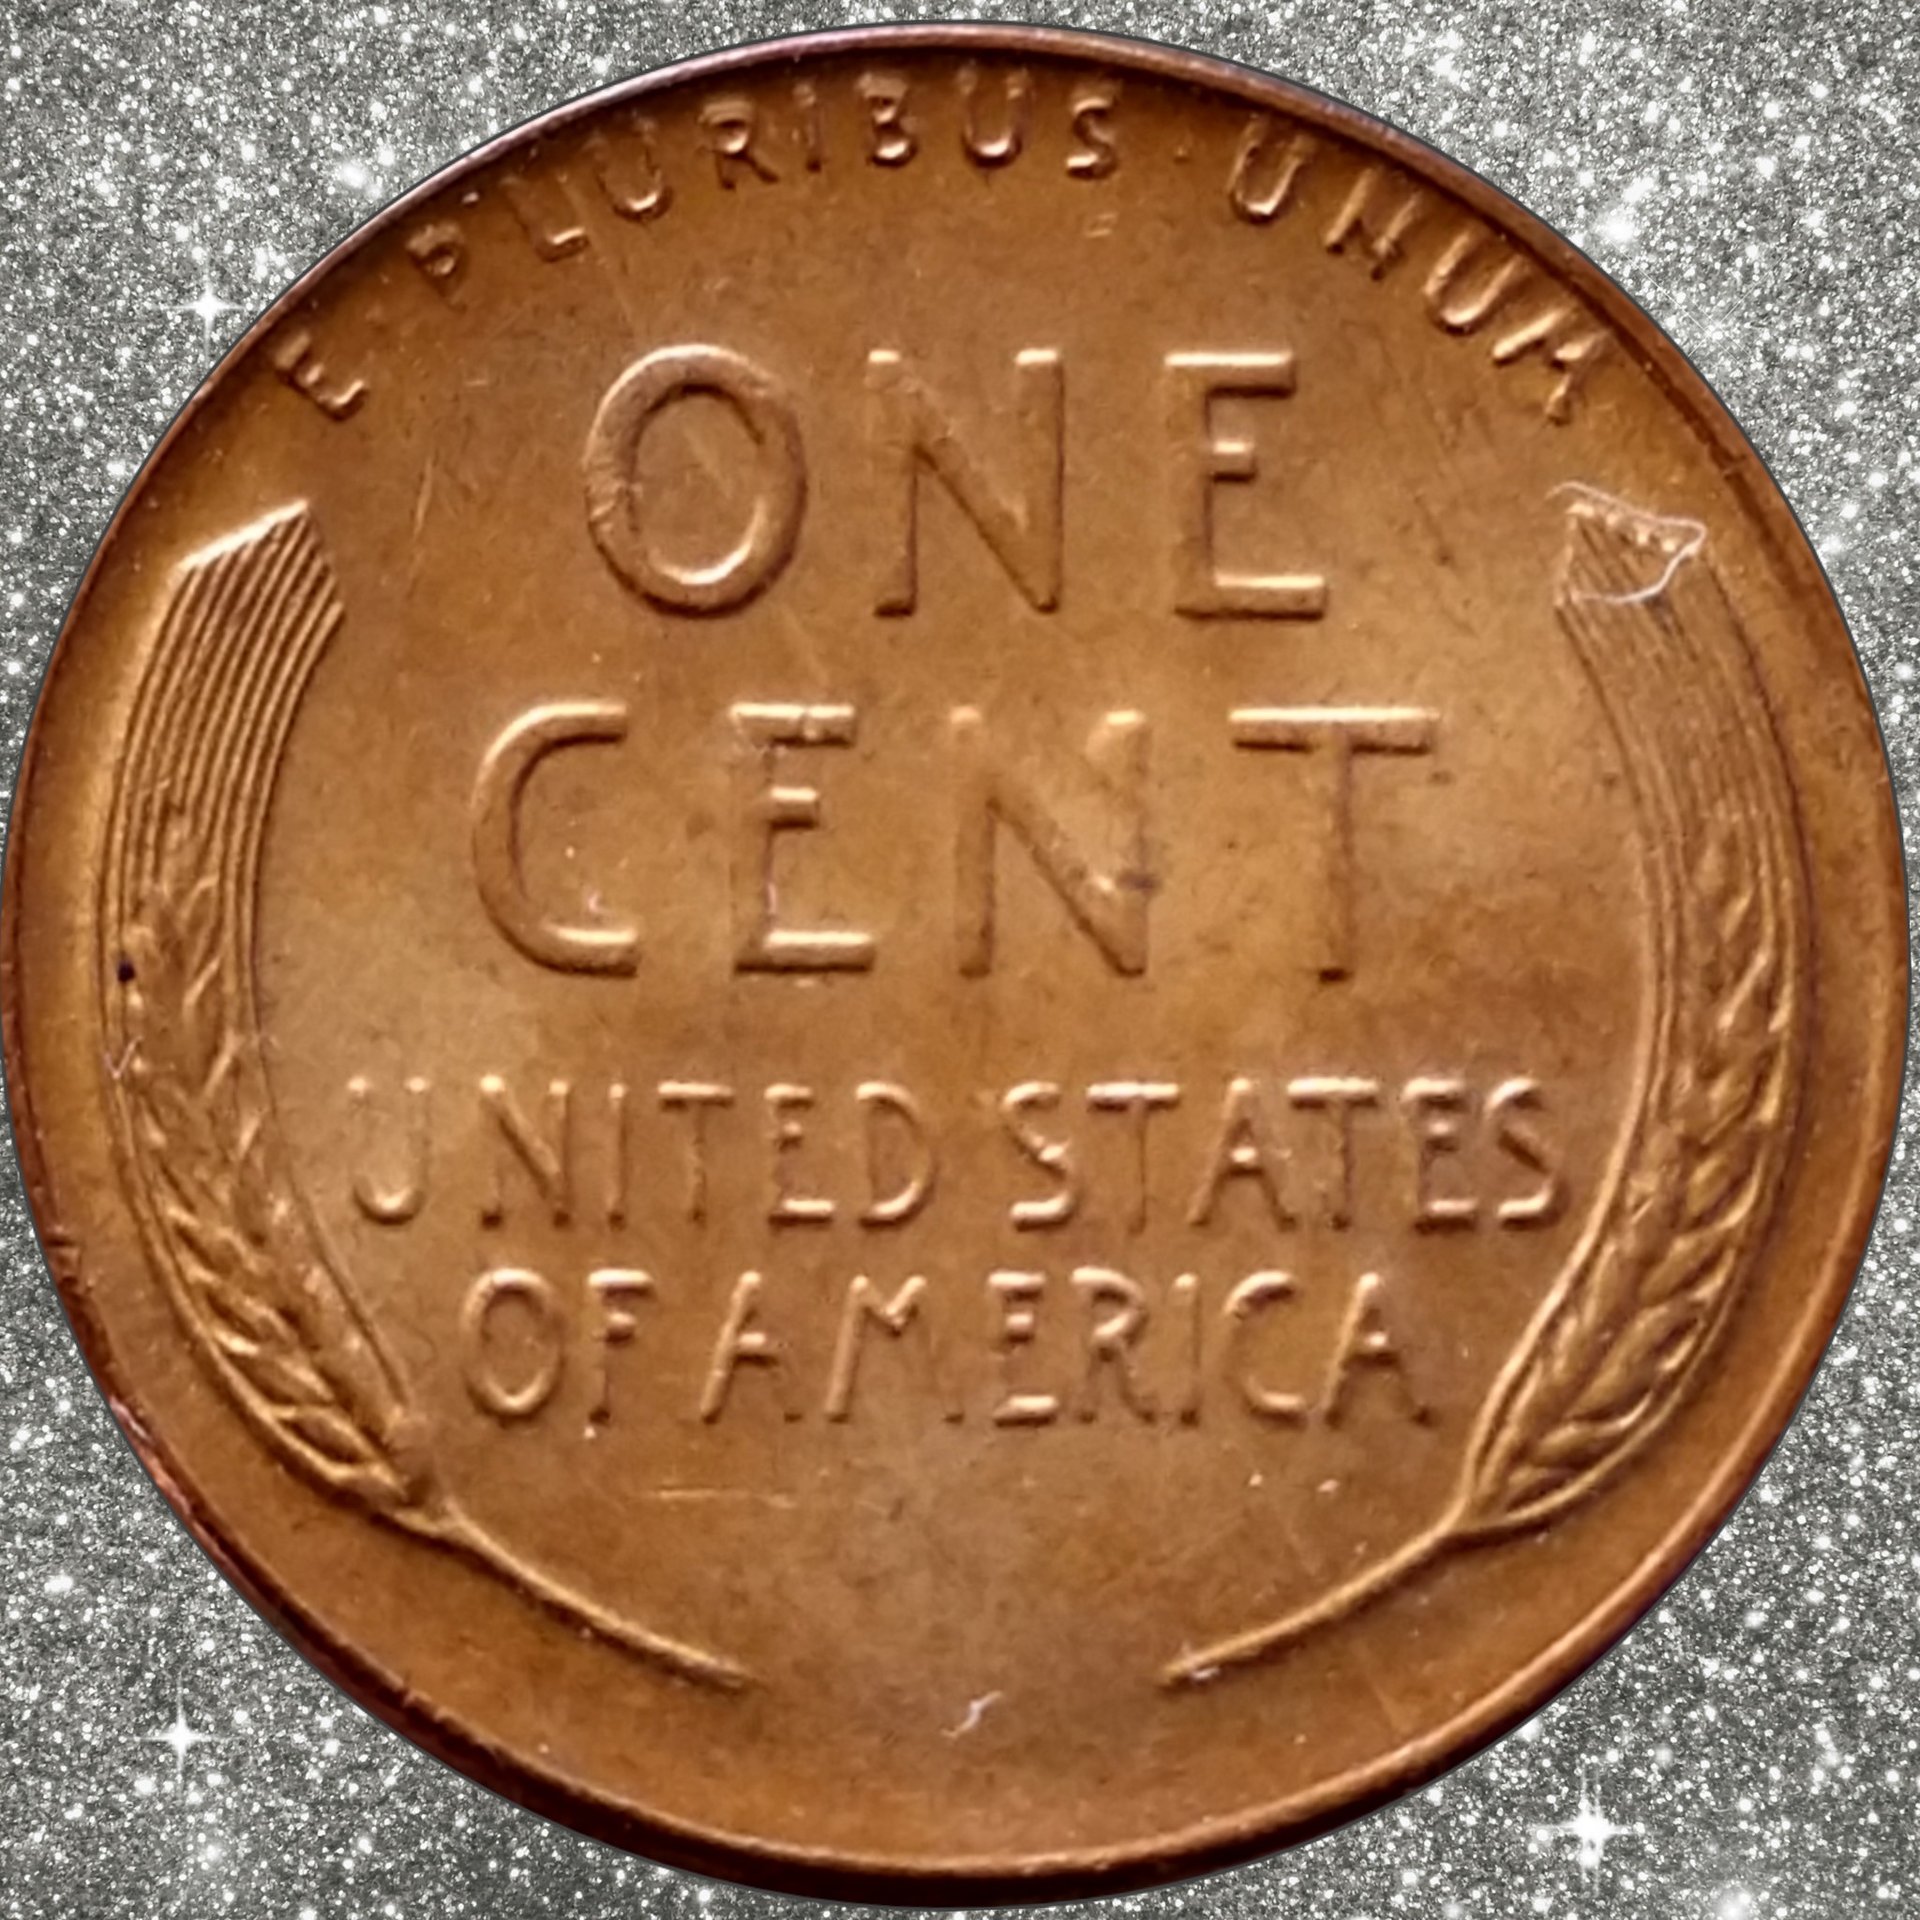 E · PLURIBUS · UNUM
ONE
CENT
UNITED STATES
OF AMERICA